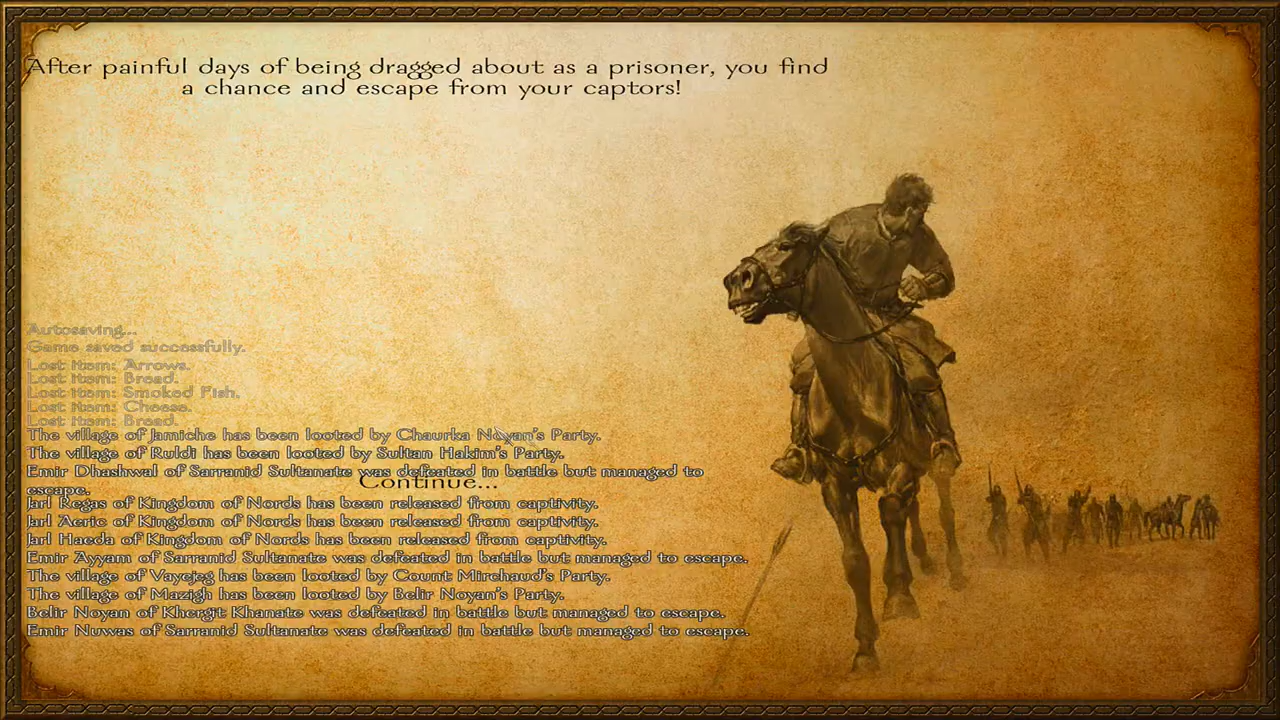 After painful days of being dragged about as a prisoner, you find
a chance and escape from your captors!
Autosaving...
Game saved successfully.
Lost item: Arrows.
Lost item: Bread.
Lost item: Smoked Fish.
Lost item: Cheese.
Lost item: Bread.
The village of Jamiche has been looted by Chaurka Noyan's Party.
The village of Ruldi has been looted by Sultan Hakim's Party.
Emir Dhashwal of Sarranid Sultanate was defeated in battle but managed to
escape.
Continue...
Jarl Regas of Kingdom of Nords has been released from captivity.
Jarl Aeric of Kingdom of Nords has been released from captivity.
Jarl Haeda of Kingdom of Nords has been released from captivity.
Emir Ayyam of Sarranid Sultanate was defeated in battle but managed to escape.
The village of Vayejeg has been looted by Count Mirchaud's Party.
The village of Mazigh has been looted by Belir Noyan's Party.
Belir Noyan of Khergit Khanate was defeated in battle but managed to escape.
Emir Nuwas of Sarranid Sultanate was defeated in battle but managed to escape.